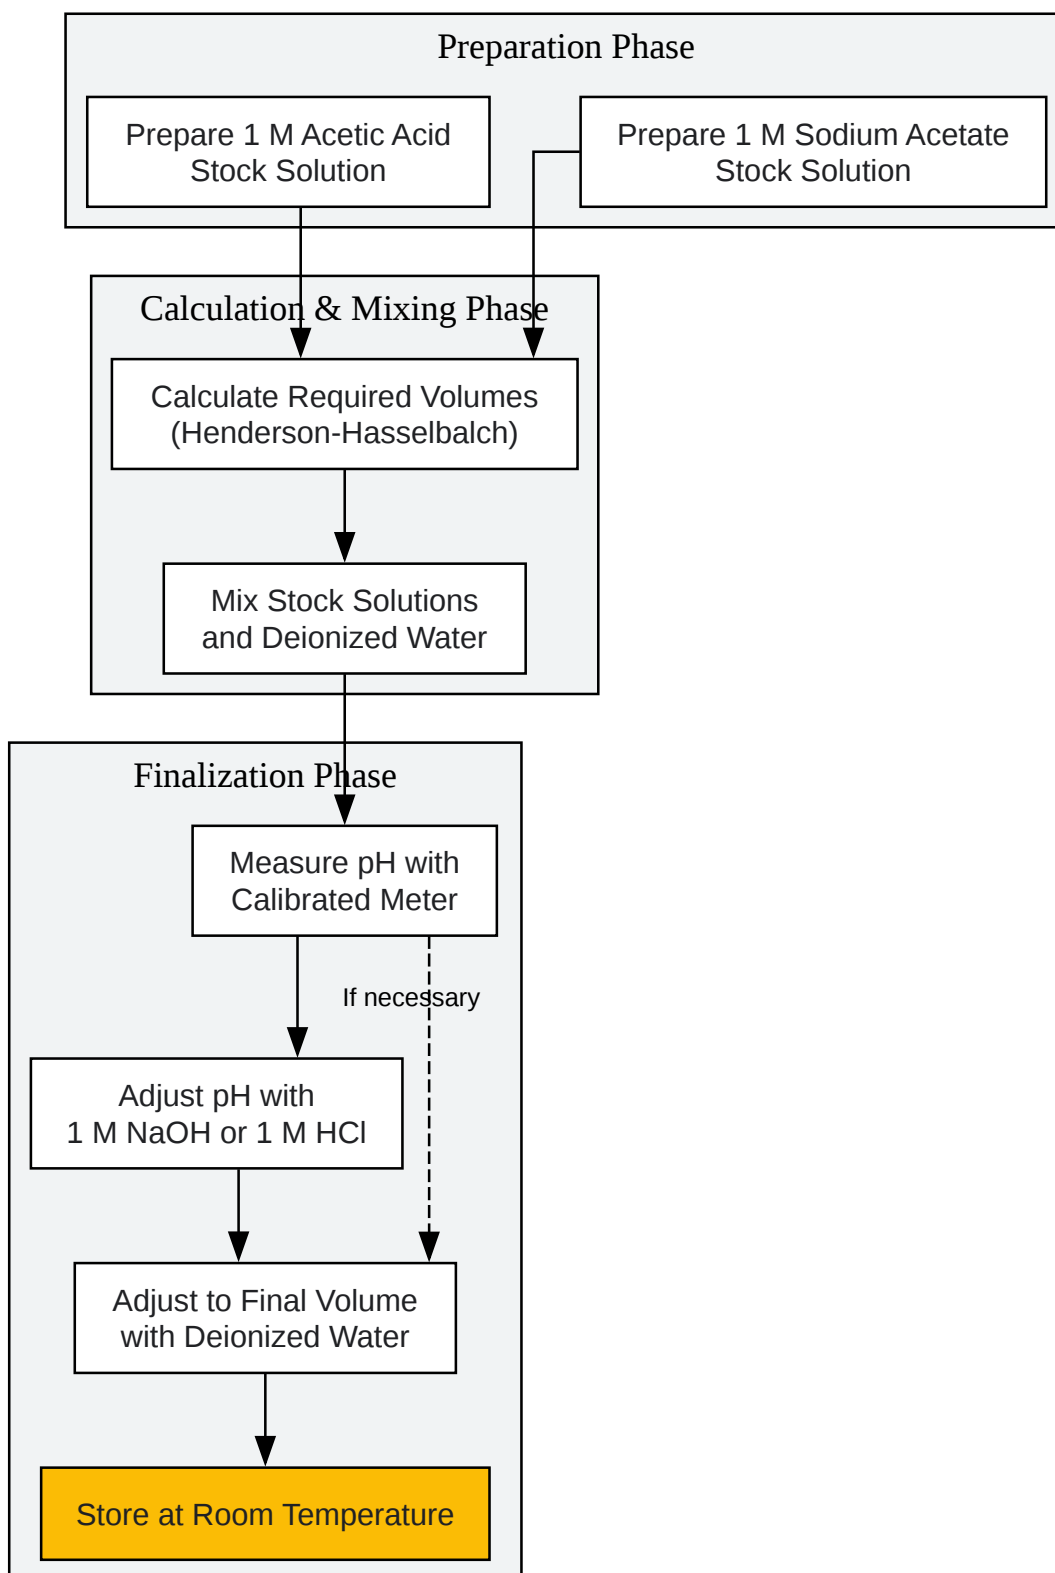 Preparation Phase
Prepare 1 M Acetic Acid
Stock Solution
Prepare 1 M Sodium Acetate
Stock Solution
Calculation & Mixing Phase
Calculate Required Volumes
(Henderson-Hasselbalch)
Mix Stock Solutions
and Deionized Water
Finalization Phase
Measure pH with
Calibrated Meter
If necessary
Adjust pH with
1 M NaOH or 1 M HCl
Adjust to Final Volume
with Deionized Water
Store at Room Temperature